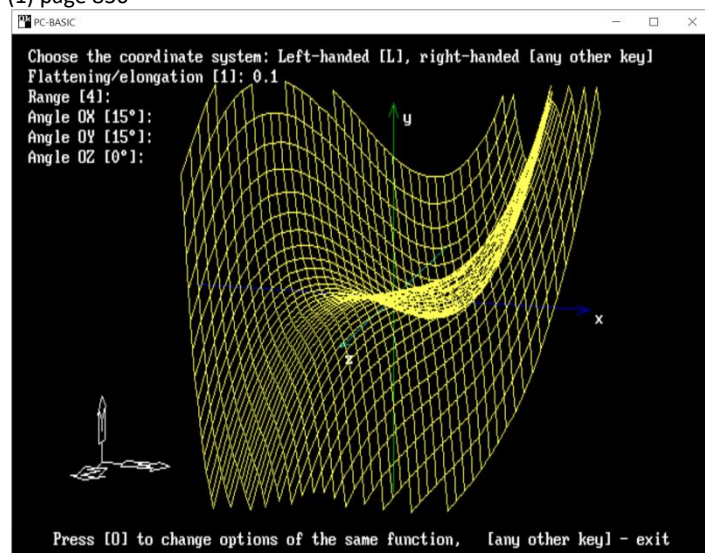 (1) page 850
PC-BASIC
Choose the coordinate system: Left-handed [L], right-handed [any other key]
Flattening/elongation [1]: 0.1
Range [4]:
Angle OX [15°]:
Angle OY [15°]:
Angle OZ [0°]:
y
x
z
Press [O] to change options of the same function, [any other key] - exit